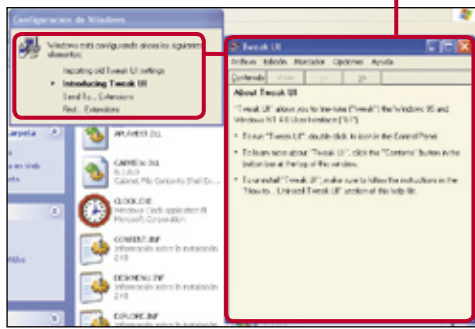 Configuración de Windows
Windows está configurando ahora los siguientes
elementos:
Importing old Tweak UI settings
Introducing Tweak UI
Send To... Extensions
Find... Extensions
Tweak UI
Archivo Edición Marcador Opciones Ayuda
Contenido
About Tweak UI
"Tweak UI" allows you to fine-tune ("tweak") the Windows 95 and
Windows NT 4.0 User Interface ("UI").
• To run "Tweak UI", double click its icon in the Control Panel.
• To learn more about "Tweak UI", click the "Contents" button in the
button bar at the top of this window.
• To uninstall "Tweak UI", make sure to follow the instructions in the
"How to... Uninstall Tweak UI" section of this help file.
carpeta
en Web
CABVIEW.DLL
Cabinet File Contents Shell Ex...
CLOCK.EXE
Windows Clock application fil
Microsoft Corporation
CONTENT.INF
Información sobre la instalación
2 KB
DESKMENU.INF
Información sobre la instalación
2 KB
EXPLORE.INF
Información sobre la instalación